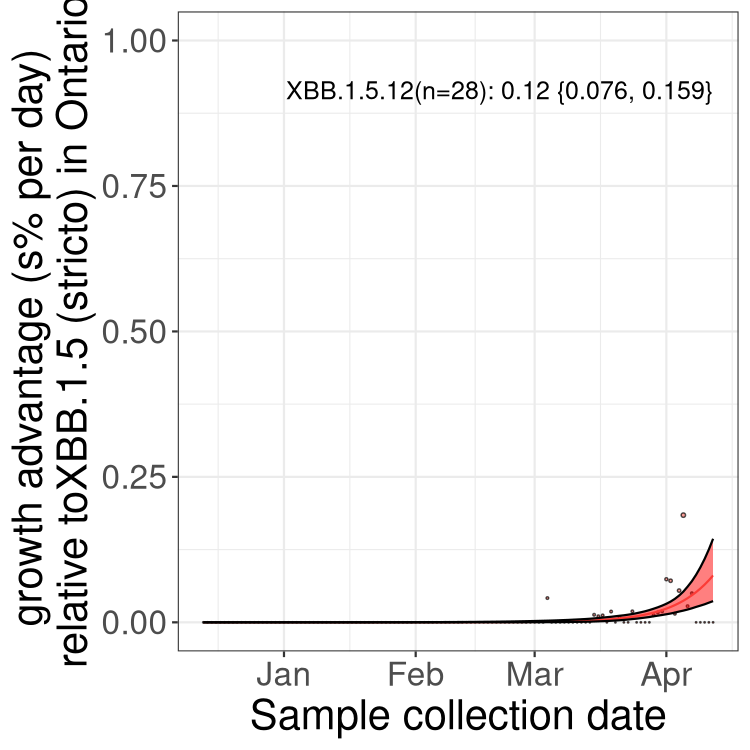 growth advantage (s% per day)
relative toXBB.1.5 (stricto) in Ontario
1.00
0.75
0.50
0.25
0.00
XBB.1.5.12(n=28): 0.12 {0.076, 0.159}
Jan Feb Mar Apr
Sample collection date